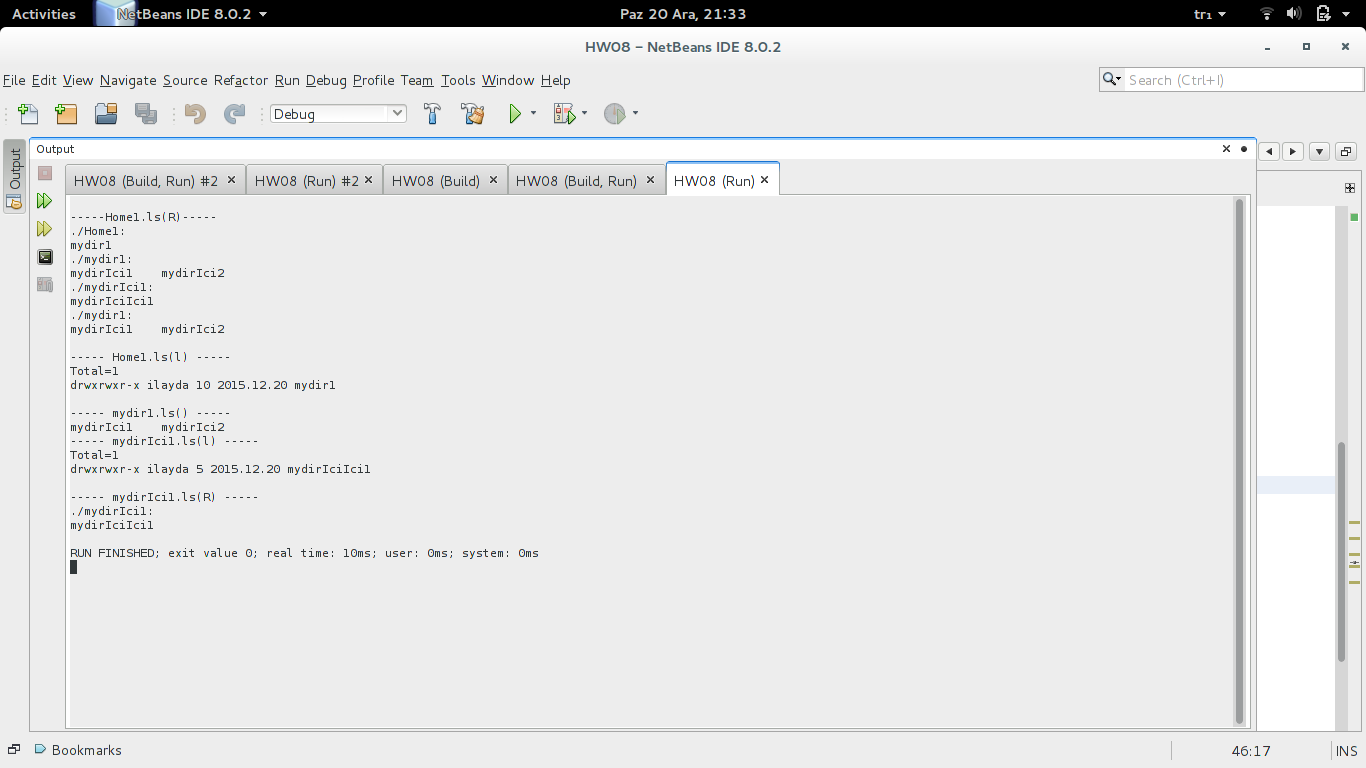 Activities NetBeans IDE 8.0.2 Paz 20 Ara, 21:33 tr₁
HW08 - NetBeans IDE 8.0.2
File Edit View Navigate Source Refactor Run Debug Profile Team Tools Window Help Search (Ctrl+I)
Debug
Output
Output
HW08 (Build, Run) #2 HW08 (Run) #2 HW08 (Build) HW08 (Build, Run) HW08 (Run)
-----Home1.ls(R)-----
./Home1:
mydir1
./mydir1:
mydirIci1    mydirIci2
./mydirIci1:
mydirIciIci1
./mydir1:
mydirIci1    mydirIci2
----- Home1.ls(l) -----
Total=1
drwxrwxr-x ilayda 10 2015.12.20 mydir1
----- mydir1.ls() -----
mydirIci1    mydirIci2
----- mydirIci1.ls(l) -----
Total=1
drwxrwxr-x ilayda 5 2015.12.20 mydirIciIci1
----- mydirIci1.ls(R) -----
./mydirIci1:
mydirIciIci1
RUN FINISHED; exit value 0; real time: 10ms; user: 0ms; system: 0ms
Bookmarks 46:17 INS